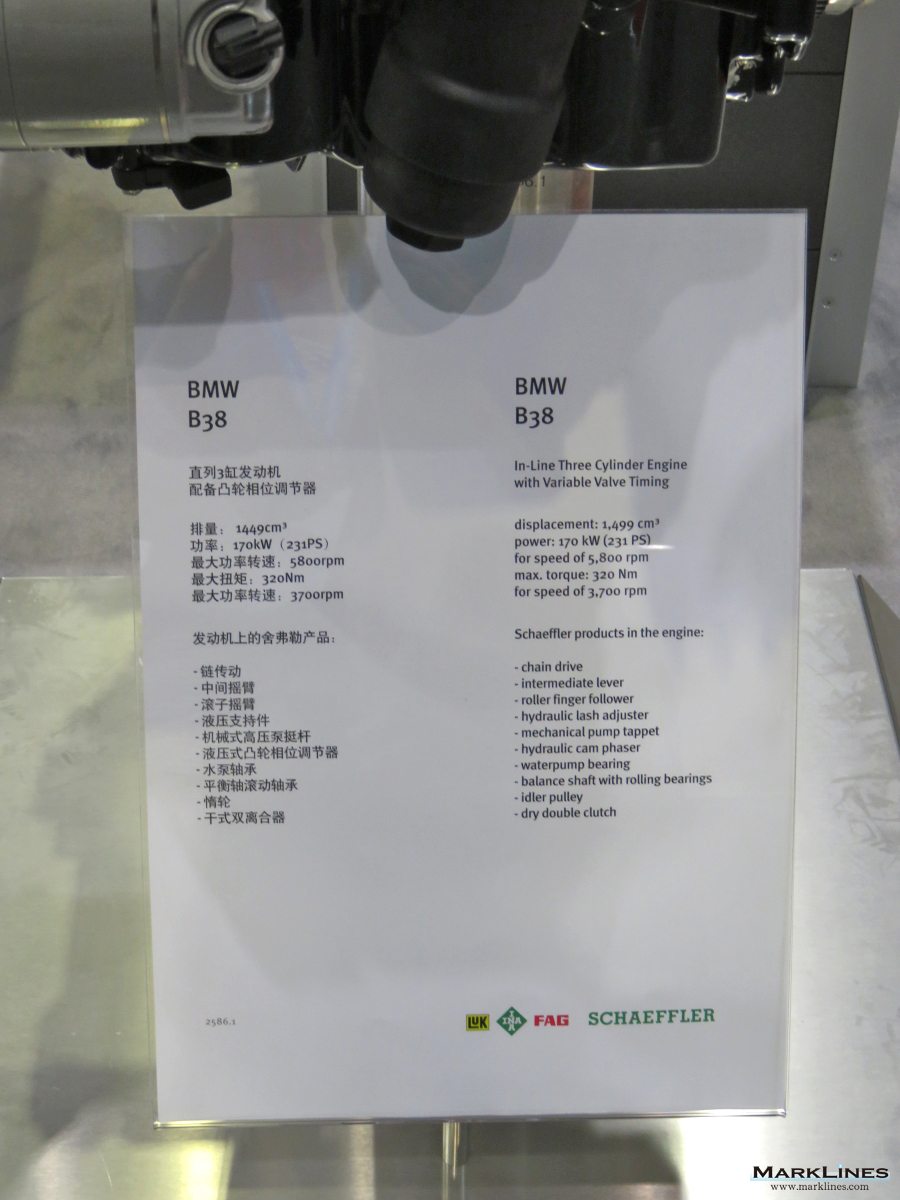 BMW
B38
直列3缸发动机
配备凸轮相位调节器
排量： 1449cm³
功率：170kW（231PS）
最大功率转速：5800rpm
最大扭矩：320Nm
最大功率转速：3700rpm
发动机上的舍弗勒产品：
- 链传动
- 中间摇臂
- 滚子摇臂
- 液压支持件
- 机械式高压泵挺杆
- 液压式凸轮相位调节器
- 水泵轴承
- 平衡轴滚动轴承
- 惰轮
- 干式双离合器
BMW
B38
In-Line Three Cylinder Engine
with Variable Valve Timing
displacement: 1,499 cm³
power: 170 kW (231 PS)
for speed of 5,800 rpm
max. torque: 320 Nm
for speed of 3,700 rpm
Schaeffler products in the engine:
- chain drive
- intermediate lever
- roller finger follower
- hydraulic lash adjuster
- mechanical pump tappet
- hydraulic cam phaser
- waterpump bearing
- balance shaft with rolling bearings
- idler pulley
- dry double clutch
2586.1
LUK INA FAG SCHAEFFLER
MARKLINES
www.marklines.com